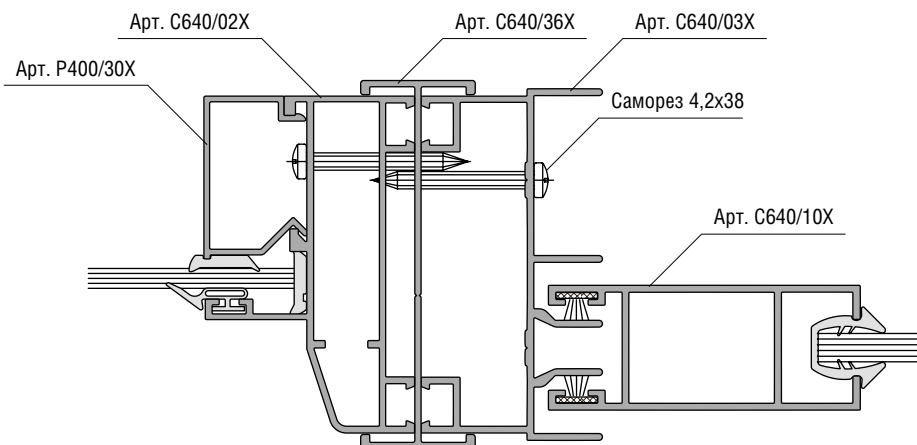 Арт. С640/02Х
Арт. С640/36Х
Арт. С640/03Х
Арт. Р400/30Х
Саморез 4,2х38
Арт. С640/10Х